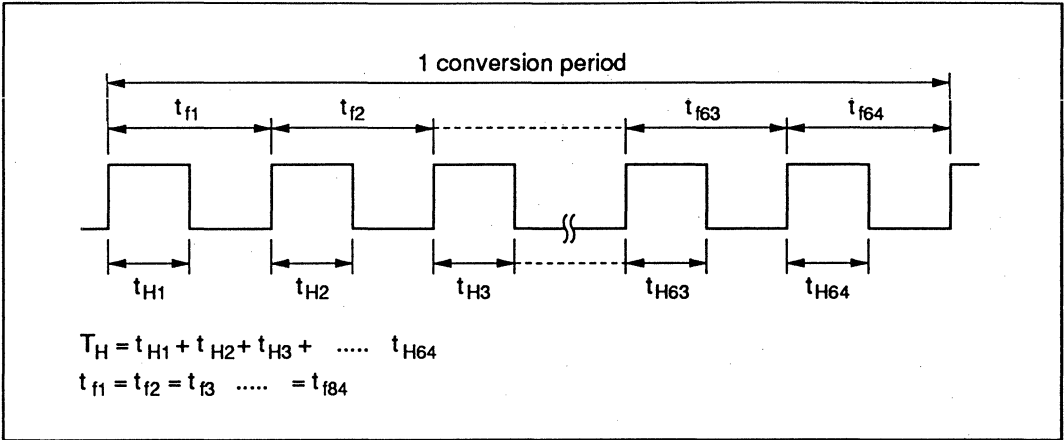 1 conversion period
t f1 t f2 t f63 t f64
t H1 t H2 t H3 t H63 t H64
T H = t H1 + t H2 + t H3 + ..... t H64
t f1 = t f2 = t f3 ..... = t f84